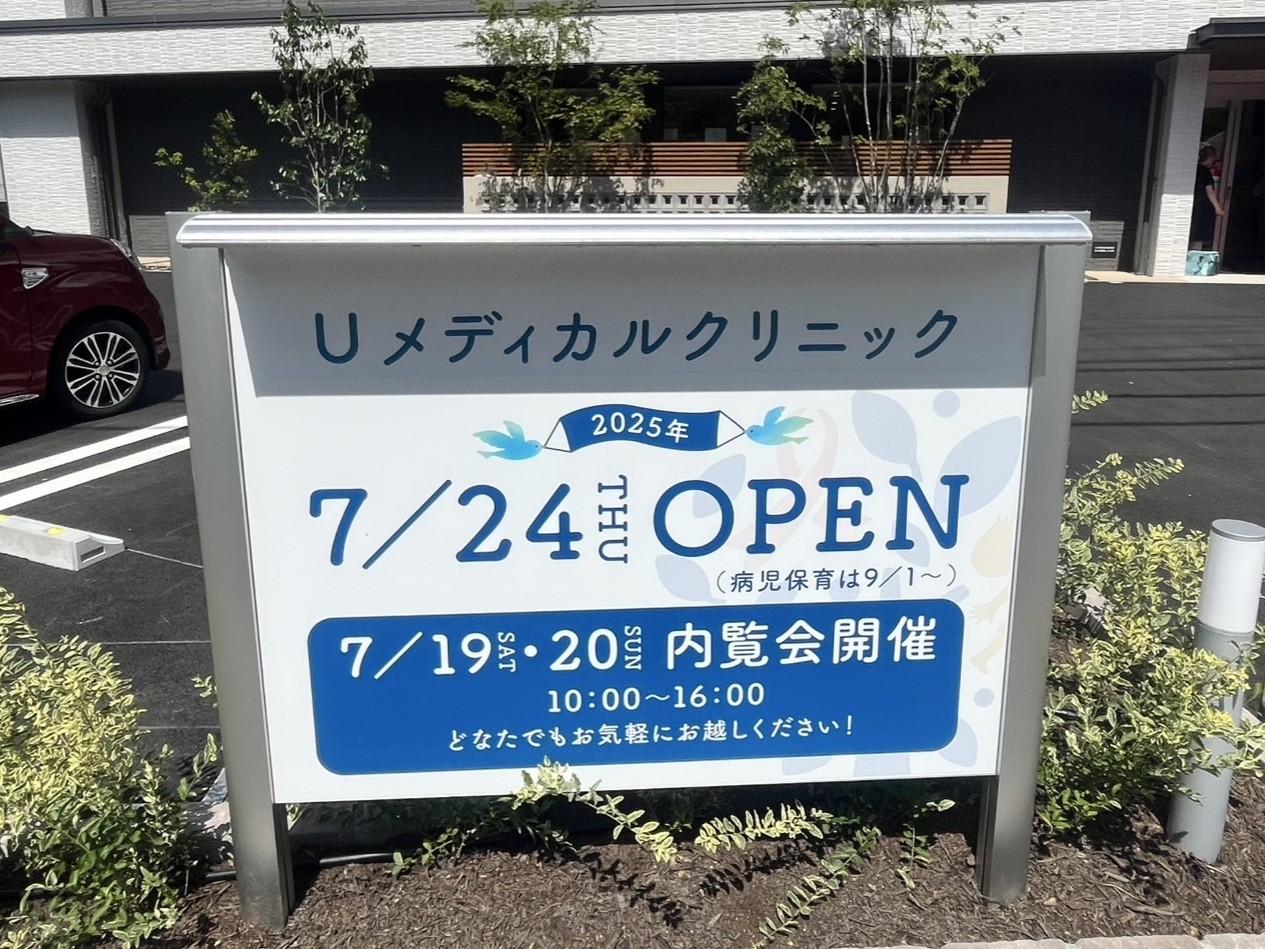 Uメディカルクリニック
2025年
7/24 THU OPEN
（病児保育は9/1～）
7/19 SAT・20 SUN 内覧会開催
10:00～16:00
どなたでもお気軽にお越しください！